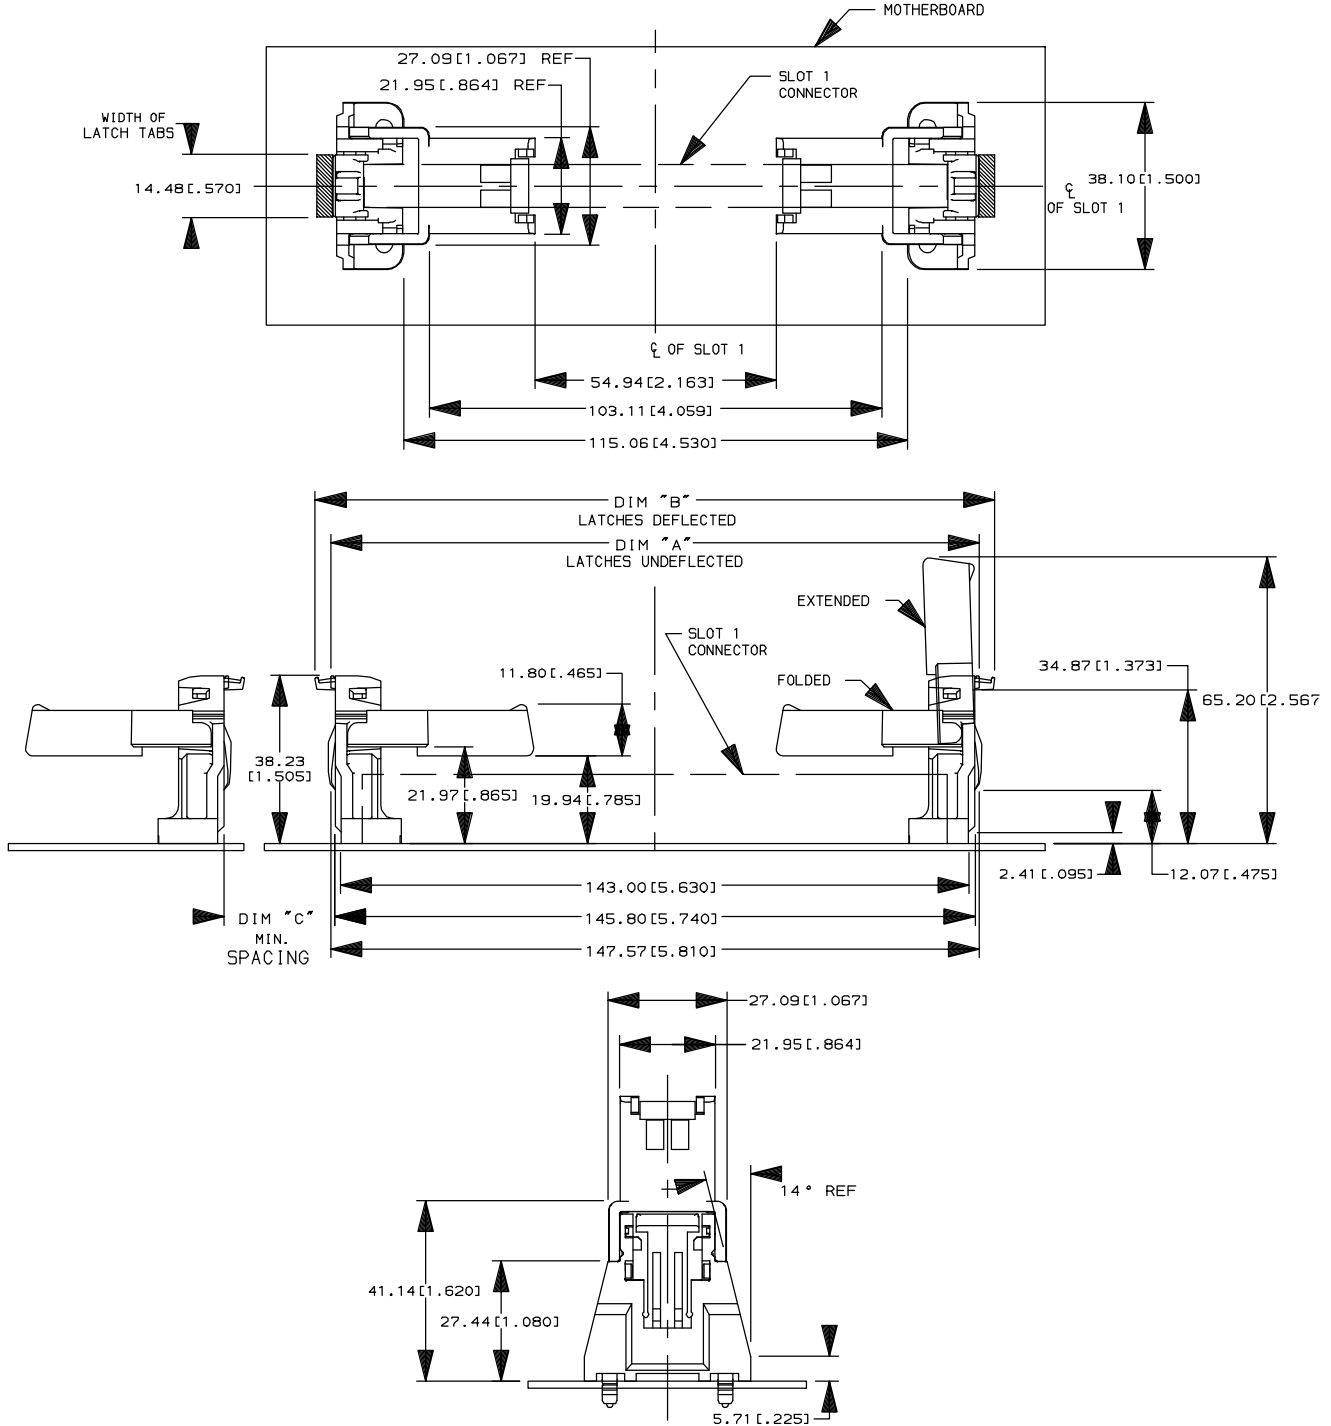 MOTHERBOARD
27.09[1.067] REF
21.95[.864] REF
SLOT 1
CONNECTOR
WIDTH OF
LATCH TABS
14.48[.570]
38.10[1.500]
℄
OF SLOT 1
℄ OF SLOT 1
54.94[2.163]
103.11[4.059]
115.06[4.530]
DIM "B"
LATCHES DEFLECTED
DIM "A"
LATCHES UNDEFLECTED
EXTENDED
SLOT 1
CONNECTOR
11.80[.465]
FOLDED
34.87[1.373]
65.20[2.567
38.23
[1.505]
21.97[.865]
19.94[.785]
2.41[.095]
12.07[.475]
143.00[5.630]
DIM "C"
MIN.
SPACING
145.80[5.740]
147.57[5.810]
27.09[1.067]
21.95[.864]
14° REF
41.14[1.620]
27.44[1.080]
5.71[.225]